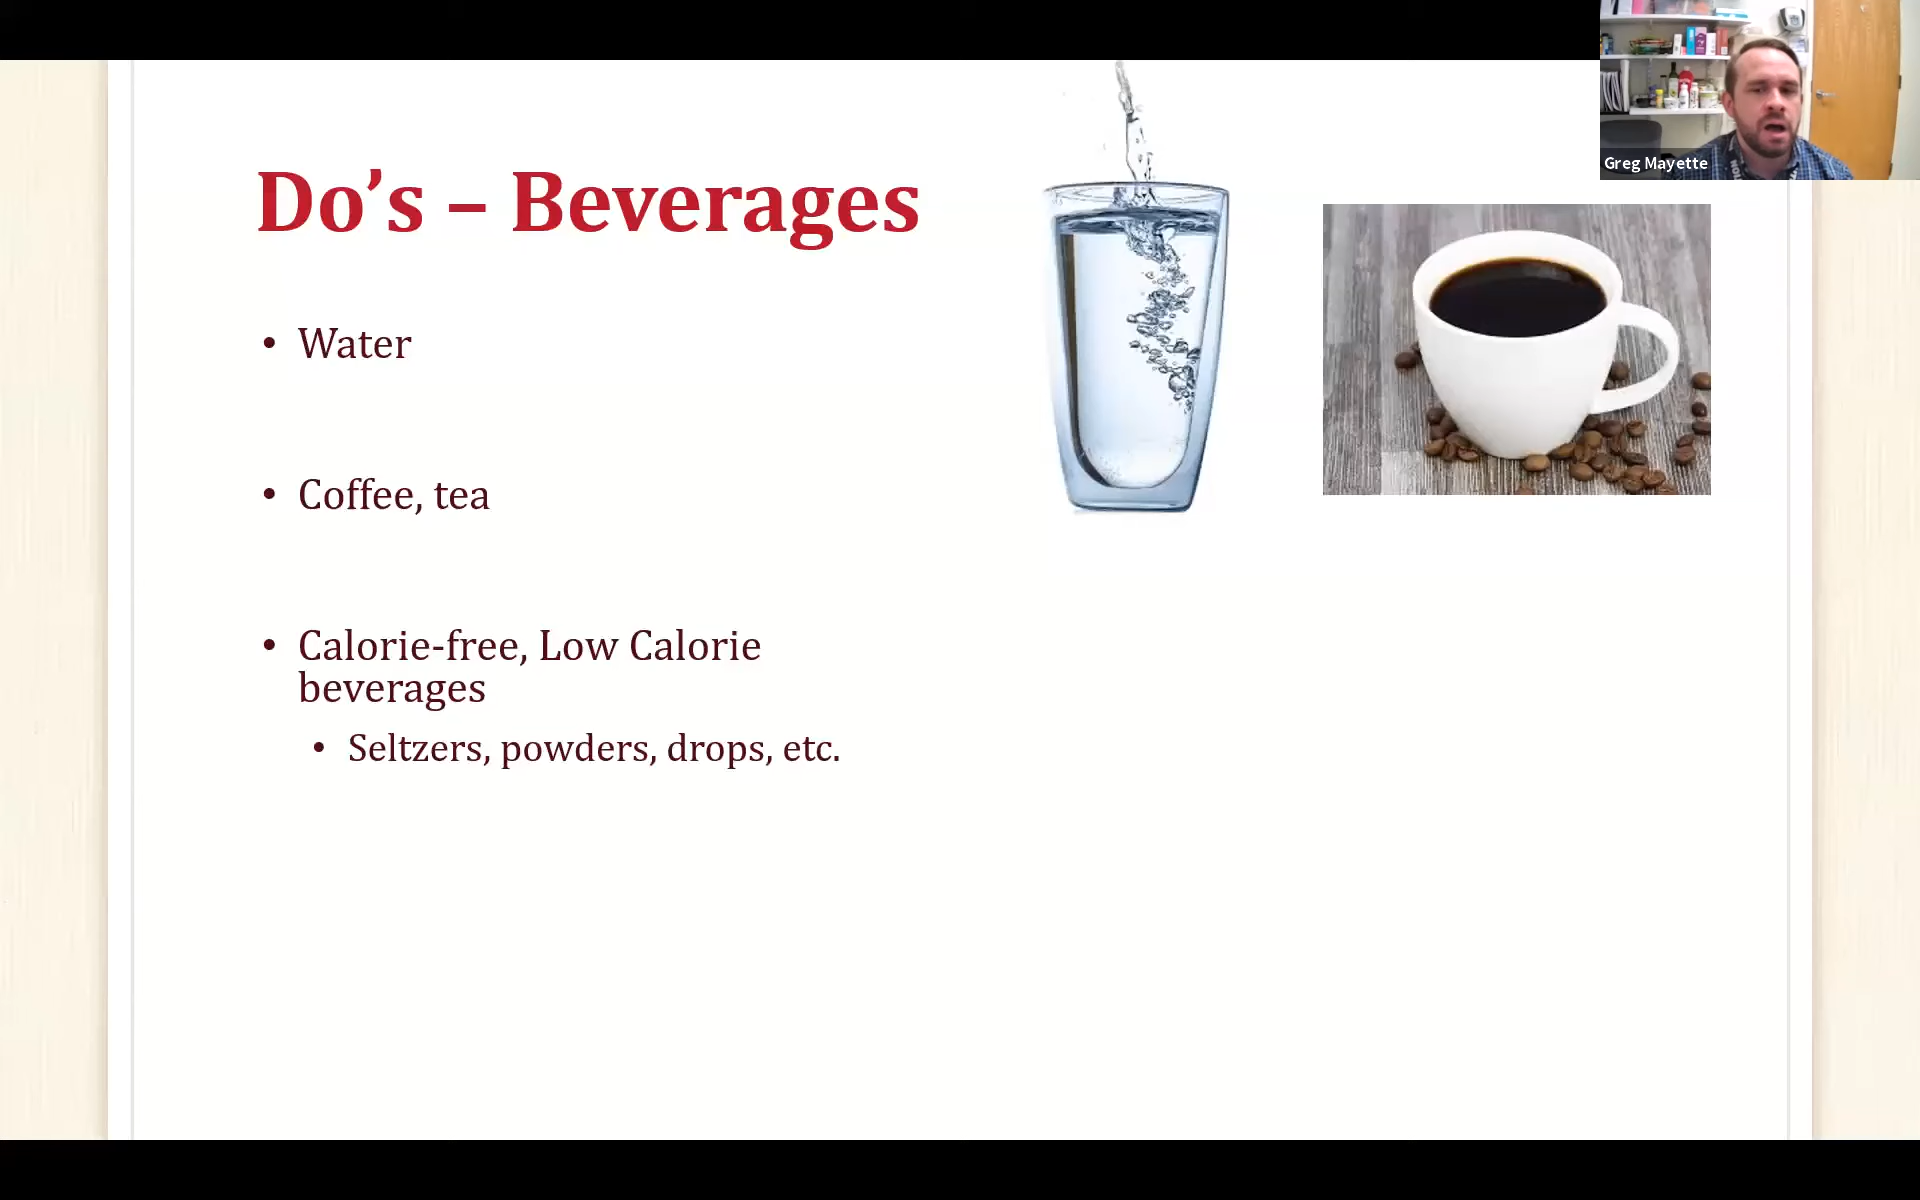 Greg Mayette
Do’s – Beverages
• Water
• Coffee, tea
• Calorie-free, Low Calorie
beverages
• Seltzers, powders, drops, etc.